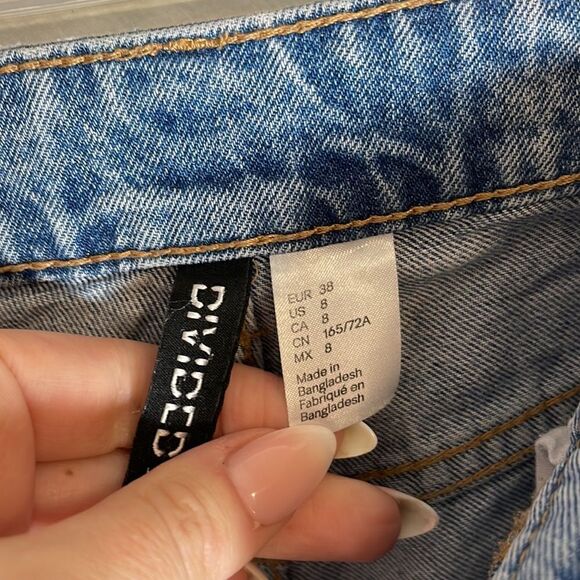 DIVIDED
EUR 38
US 8
CA 8
CN 165/72A
MX 8
Made in
Bangladesh
Fabriqué en
Bangladesh